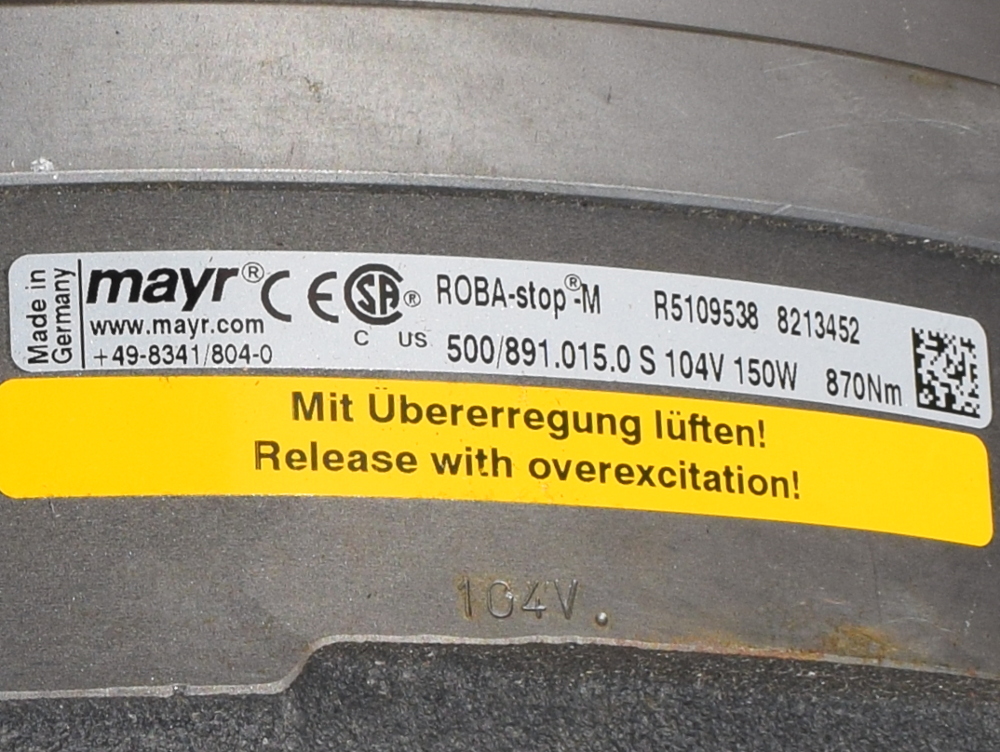 Made in
Germany
mayr®
www.mayr.com
+49-8341/804-0
CE SA® 
C US
ROBA-stop®-M R5109538 8213452
500/891.015.0 S 104V 150W 870Nm
Mit Übererregung lüften!
Release with overexcitation!
104V.